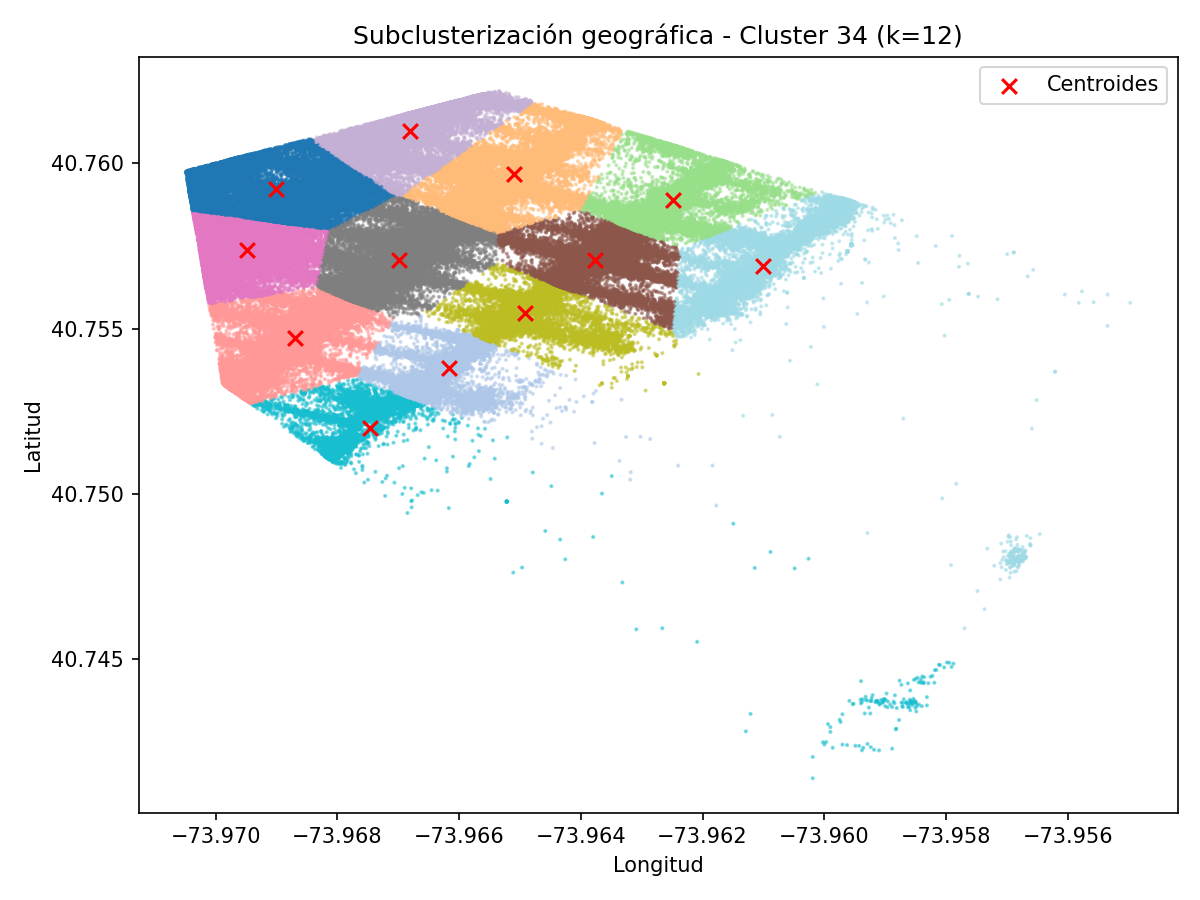 Subclusterización geográfica - Cluster 34 (k=12)
Centroides
40.760
40.755
40.750
40.745
Latitud
−73.970 −73.968 −73.966 −73.964 −73.962 −73.960 −73.958 −73.956
Longitud